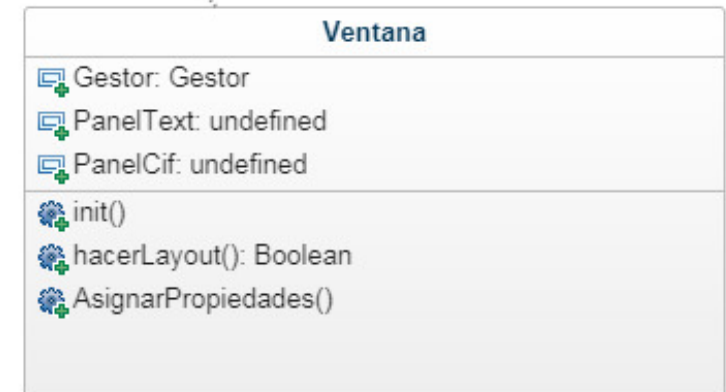 Ventana
Gestor: Gestor
PanelText: undefined
PanelCif: undefined
init()
hacerLayout(): Boolean
AsignarPropiedades()